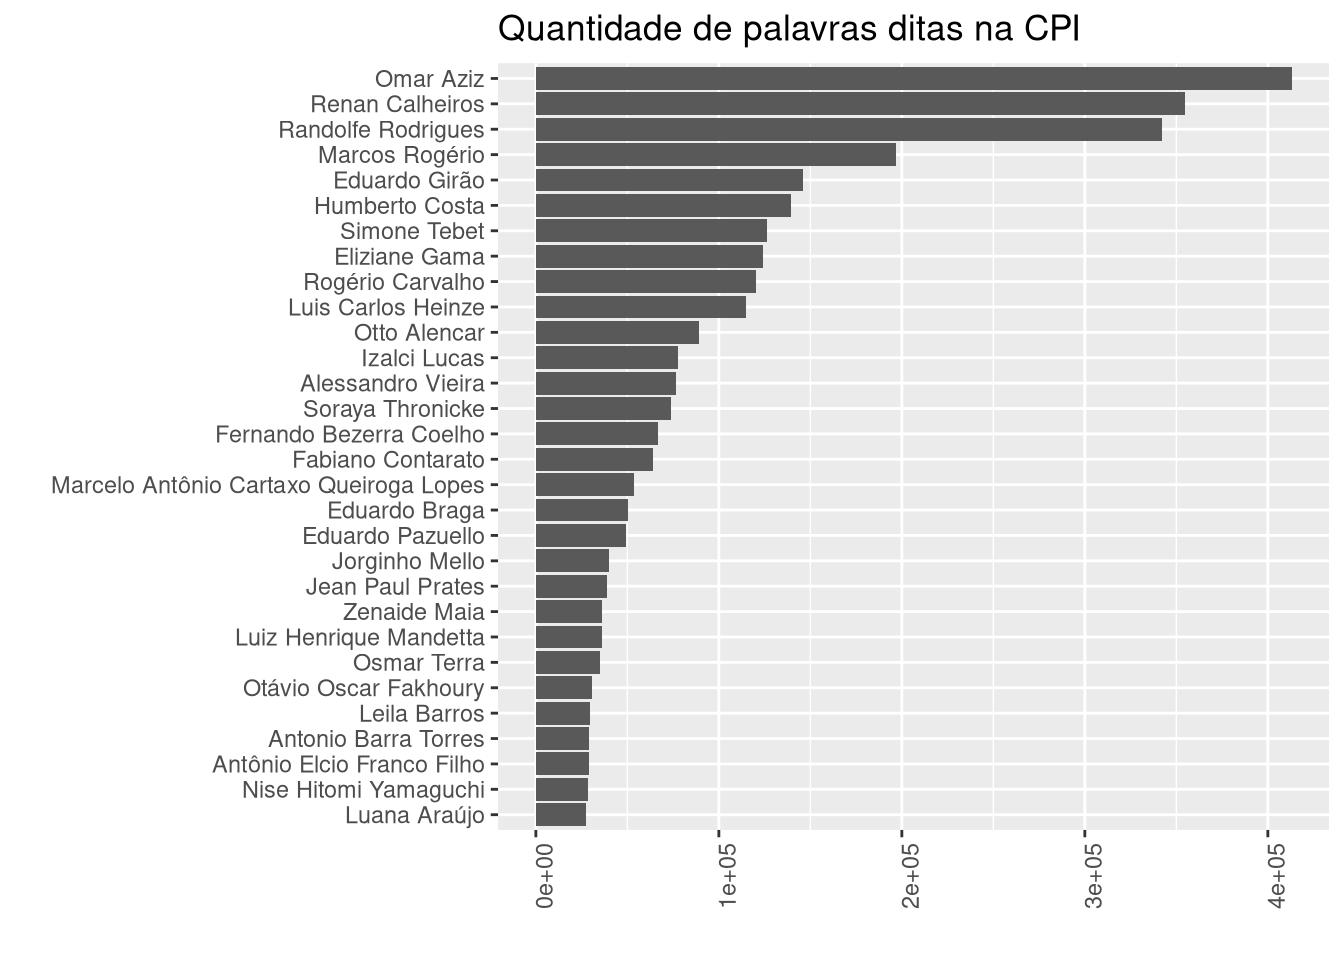 Quantidade de palavras ditas na CPI
Omar Aziz
Renan Calheiros
Randolfe Rodrigues
Marcos Rogério
Eduardo Girão
Humberto Costa
Simone Tebet
Eliziane Gama
Rogério Carvalho
Luis Carlos Heinze
Otto Alencar
Izalci Lucas
Alessandro Vieira
Soraya Thronicke
Fernando Bezerra Coelho
Fabiano Contarato
Marcelo Antônio Cartaxo Queiroga Lopes
Eduardo Braga
Eduardo Pazuello
Jorginho Mello
Jean Paul Prates
Zenaide Maia
Luiz Henrique Mandetta
Osmar Terra
Otávio Oscar Fakhoury
Leila Barros
Antonio Barra Torres
Antônio Elcio Franco Filho
Nise Hitomi Yamaguchi
Luana Araújo
0e+00
1e+05
2e+05
3e+05
4e+05